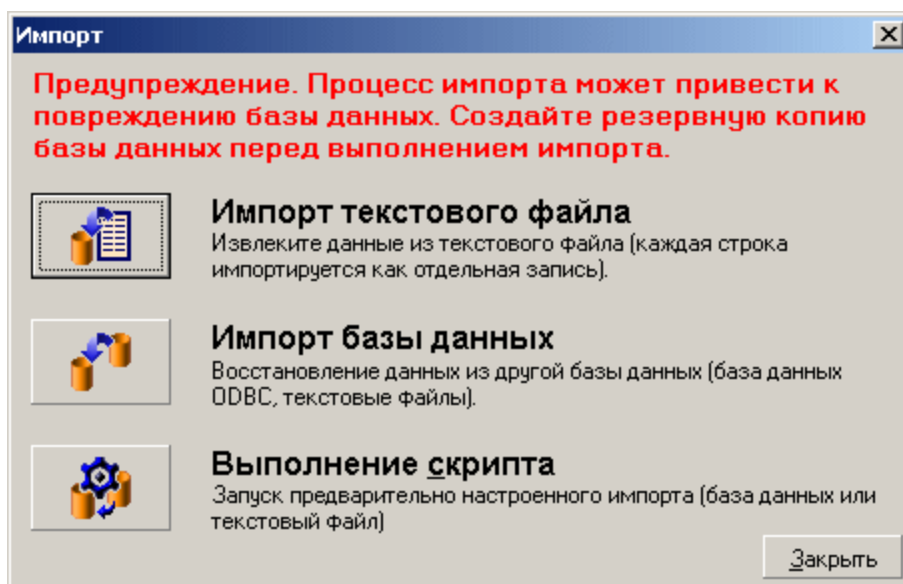 Импорт
Предупреждение. Процесс импорта может привести к
повреждению базы данных. Создайте резервную копию
базы данных перед выполнением импорта.
Импорт текстового файла
Извлеките данные из текстового файла (каждая строка
импортируется как отдельная запись).
Импорт базы данных
Восстановление данных из другой базы данных (база данных
ODBC, текстовые файлы).
Выполнение скрипта
Запуск предварительно настроенного импорта (база данных или
текстовый файл)
Закрыть